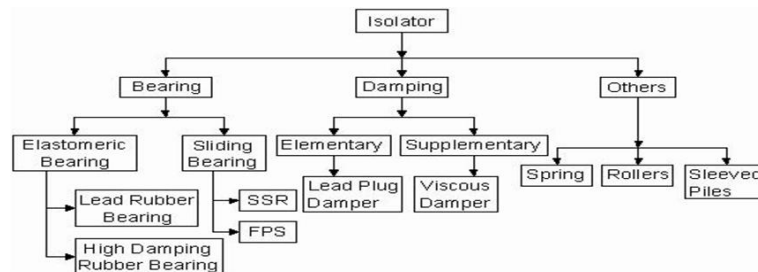 Isolator
Bearing
Damping
Others
Elastomeric
Bearing
Sliding
Bearing
Elementary
Supplementary
Spring
Rollers
Sleeved
Piles
Lead Rubber
Bearing
High Damping
Rubber Bearing
SSR
FPS
Lead Plug
Damper
Viscous
Damper